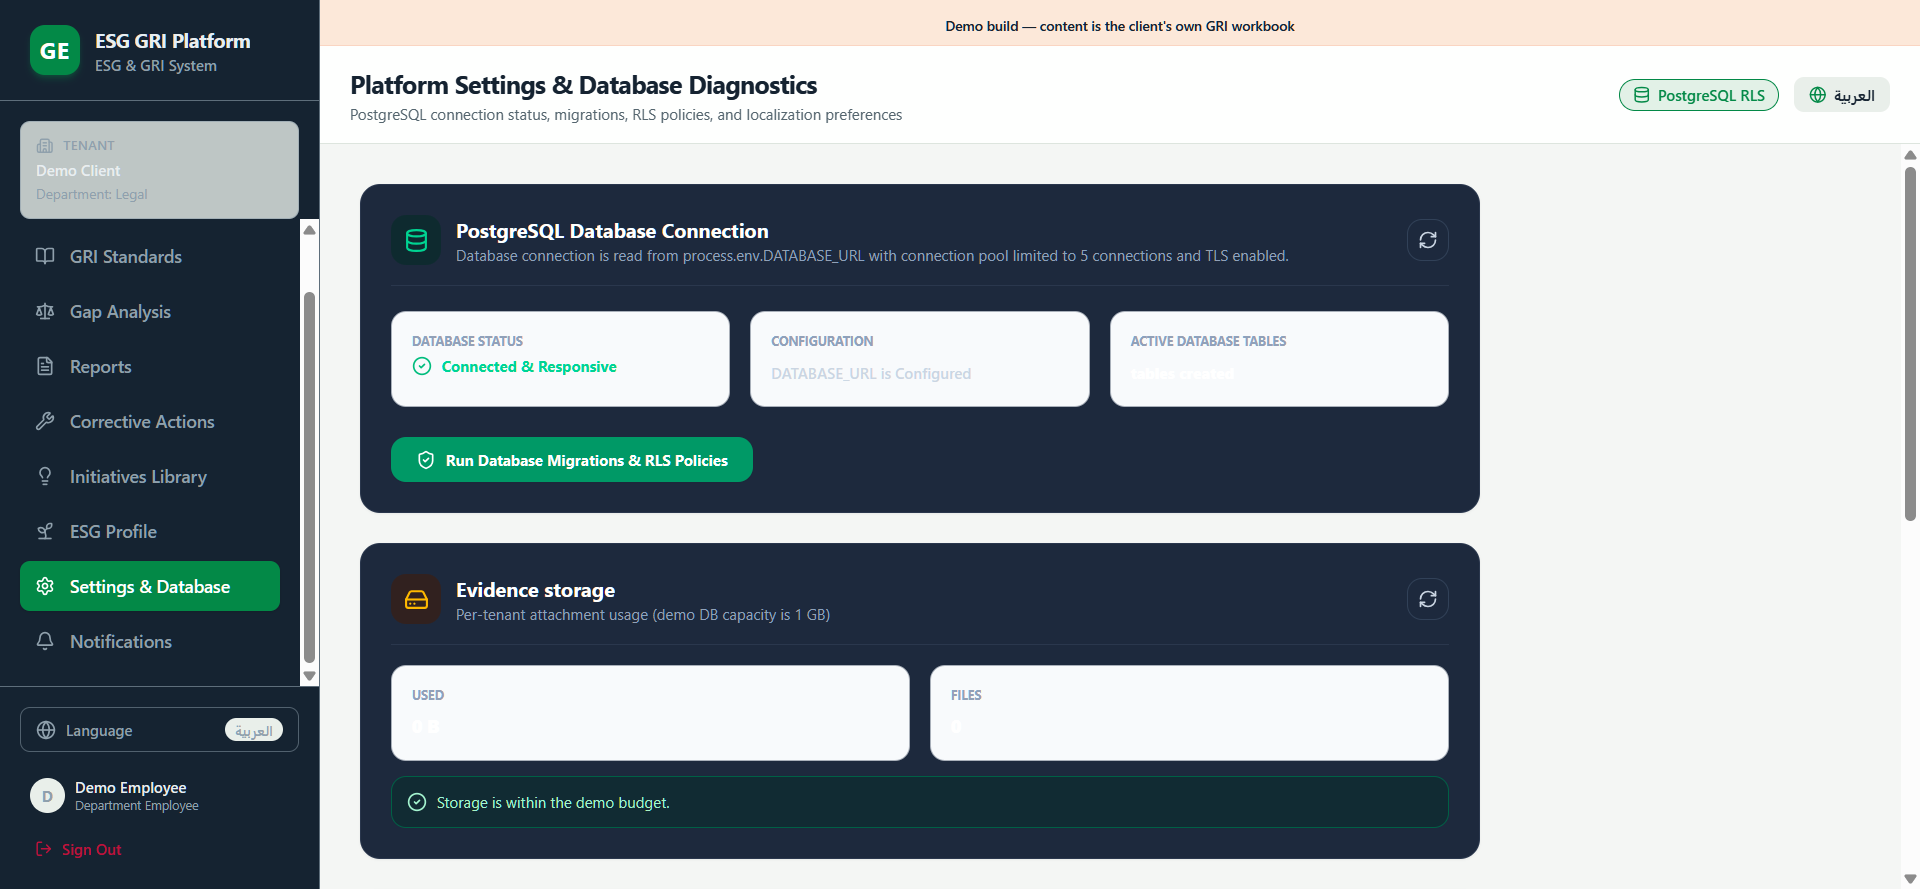 GE
ESG GRI Platform
ESG & GRI System
TENANT
Demo Client
Department: Legal
GRI Standards
Gap Analysis
Reports
Corrective Actions
Initiatives Library
ESG Profile
Settings & Database
Notifications
Language
العربية
D
Demo Employee
Department Employee
Sign Out
Demo build — content is the client's own GRI workbook
Platform Settings & Database Diagnostics
PostgreSQL connection status, migrations, RLS policies, and localization preferences
PostgreSQL RLS
العربية
PostgreSQL Database Connection
Database connection is read from process.env.DATABASE_URL with connection pool limited to 5 connections and TLS enabled.
DATABASE STATUS
Connected & Responsive
CONFIGURATION
DATABASE_URL is Configured
ACTIVE DATABASE TABLES
tables created
Run Database Migrations & RLS Policies
Evidence storage
Per-tenant attachment usage (demo DB capacity is 1 GB)
USED
0 B
FILES
0
Storage is within the demo budget.